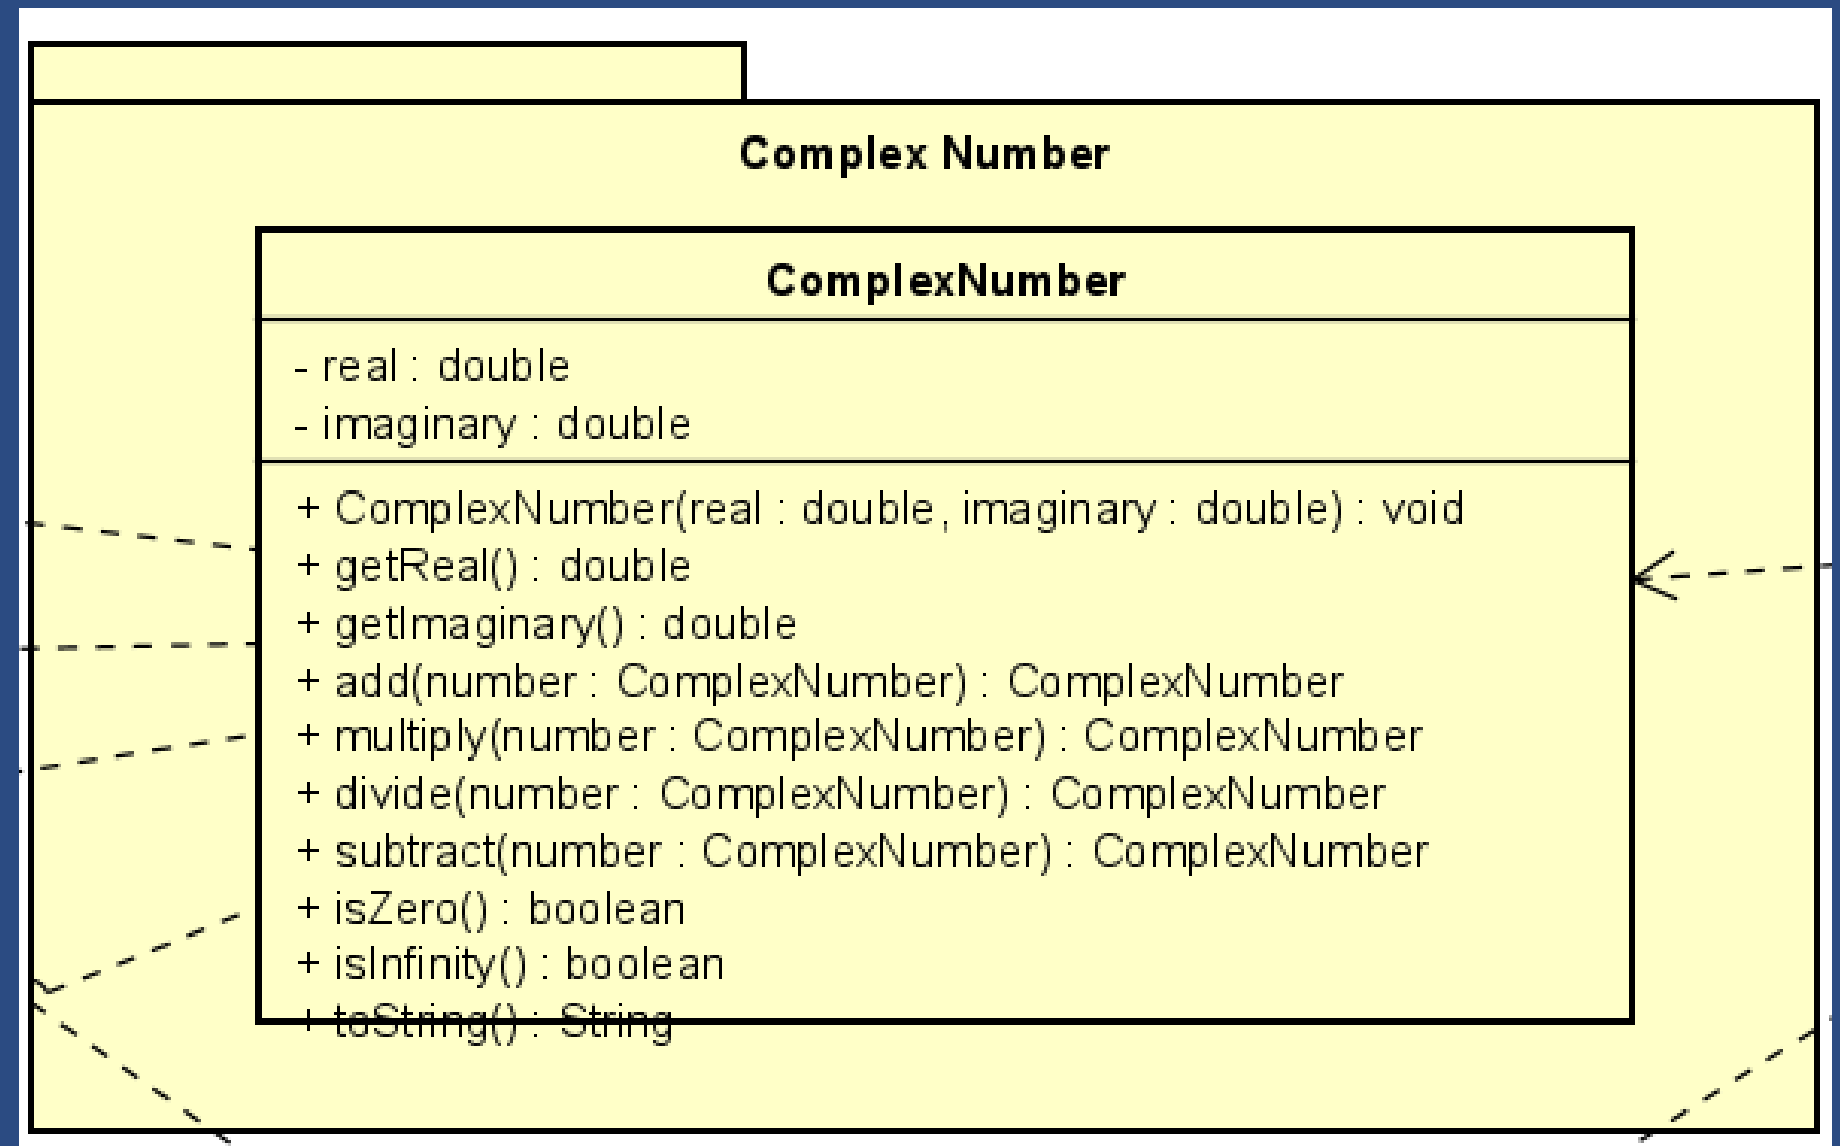 Complex Number
ComplexNumber
- real : double
- imaginary : double
+ ComplexNumber(real : double, imaginary : double) : void
+ getReal() : double
+ getImaginary() : double
+ add(number : ComplexNumber) : ComplexNumber
+ multiply(number : ComplexNumber) : ComplexNumber
+ divide(number : ComplexNumber) : ComplexNumber
+ subtract(number : ComplexNumber) : ComplexNumber
+ isZero() : boolean
+ isInfinity() : boolean
+ toString() : String